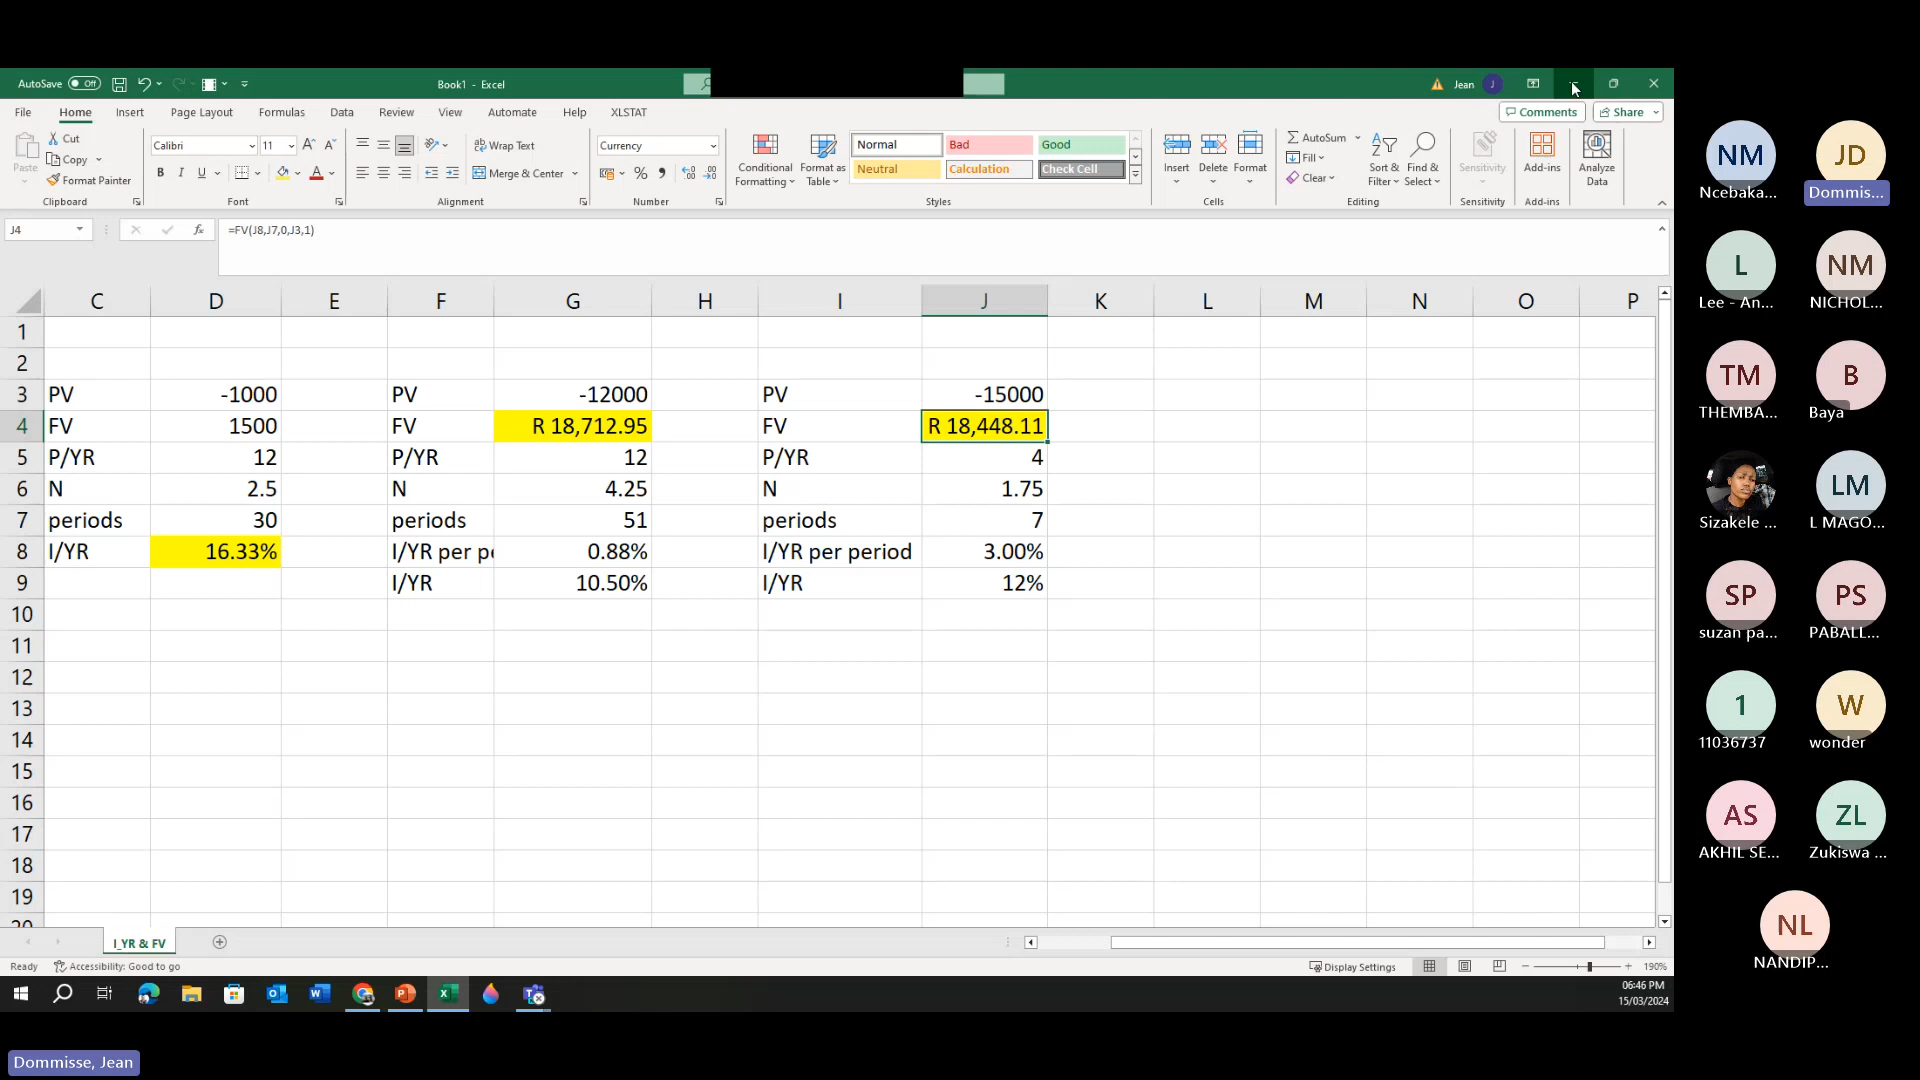 AutoSave Off
Book1 - Excel
Jean J
File Home Insert Page Layout Formulas Data Review View Automate Help XLSTAT
Comments Share
Paste Cut Copy Format Painter
Calibri 11
B I U
Wrap Text
Merge & Center
Currency
Conditional Formatting
Format as Table
Normal Bad Good
Neutral Calculation Check Cell
Insert Delete Format
AutoSum Fill Clear
Sort & Filter
Find & Select
Sensitivity
Add-ins
Analyze Data
Clipboard Font Alignment Number Styles Cells Editing Sensitivity Add-ins
J4 fx =FV(J8,J7,0,J3,1)
C D E F G H I J K L M N O P
1
2
3 PV -1000 PV -12000 PV -15000
4 FV 1500 FV R 18,712.95 FV R 18,448.11
5 P/YR 12 P/YR 12 P/YR 4
6 N 2.5 N 4.25 N 1.75
7 periods 30 periods 51 periods 7
8 I/YR 16.33% I/YR per pe 0.88% I/YR per period 3.00%
9 I/YR 10.50% I/YR 12%
10
11
12
13
14
15
16
17
18
19
20
I_YR & FV
Ready Accessibility: Good to go
Display Settings 190%
06:46 PM
15/03/2024
NM JD
Ncebaka... Dommis...
L NM
Lee - An... NICHOL...
TM B
THEMBA... Baya
LM
Sizakele ... L MAGO...
SP PS
suzan pa... PABALL...
1 W
11036737 wonder
AS ZL
AKHIL SE... Zukiswa ...
NL
NANDIP...
Dommisse, Jean